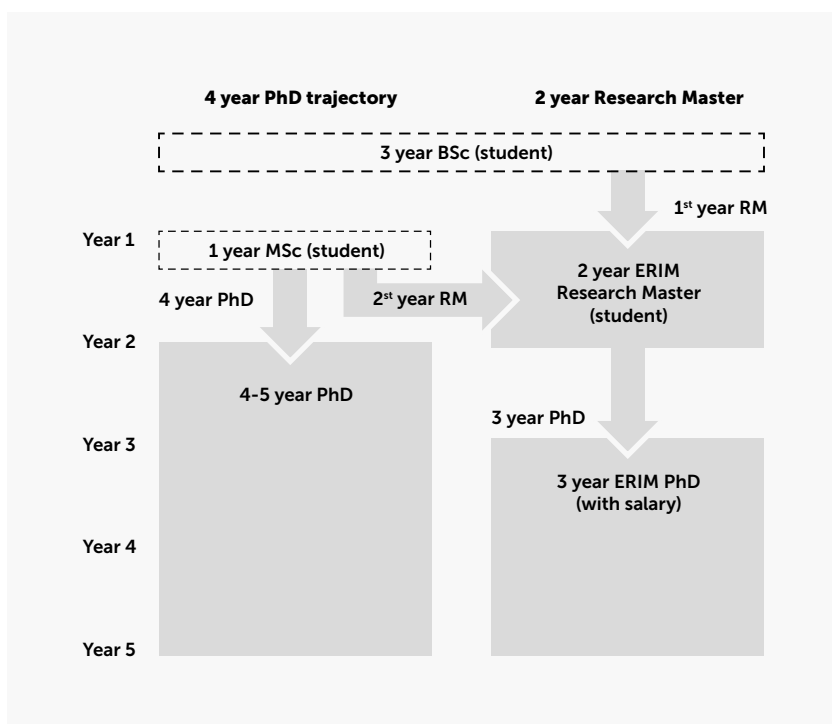 4 year PhD trajectory
2 year Research Master
3 year BSc (student)
1st year RM
Year 1
1 year MSc (student)
2 year ERIM
Research Master
(student)
4 year PhD
2st year RM
Year 2
4-5 year PhD
3 year PhD
Year 3
3 year ERIM PhD
(with salary)
Year 4
Year 5